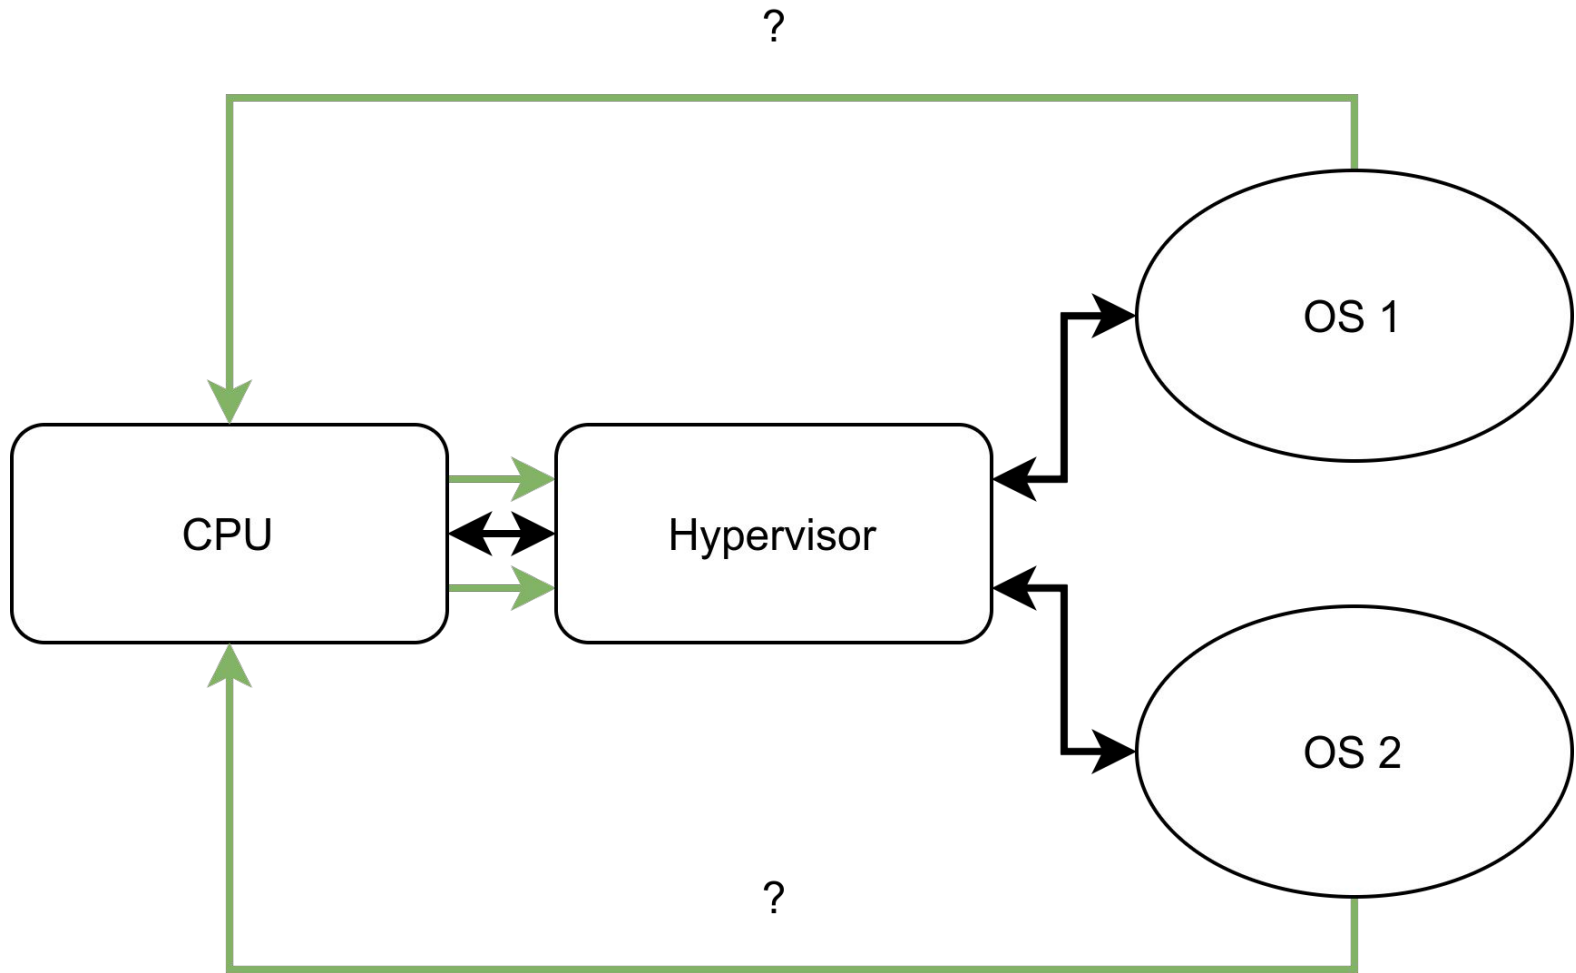 ?
OS 1
CPU
Hypervisor
OS 2
?